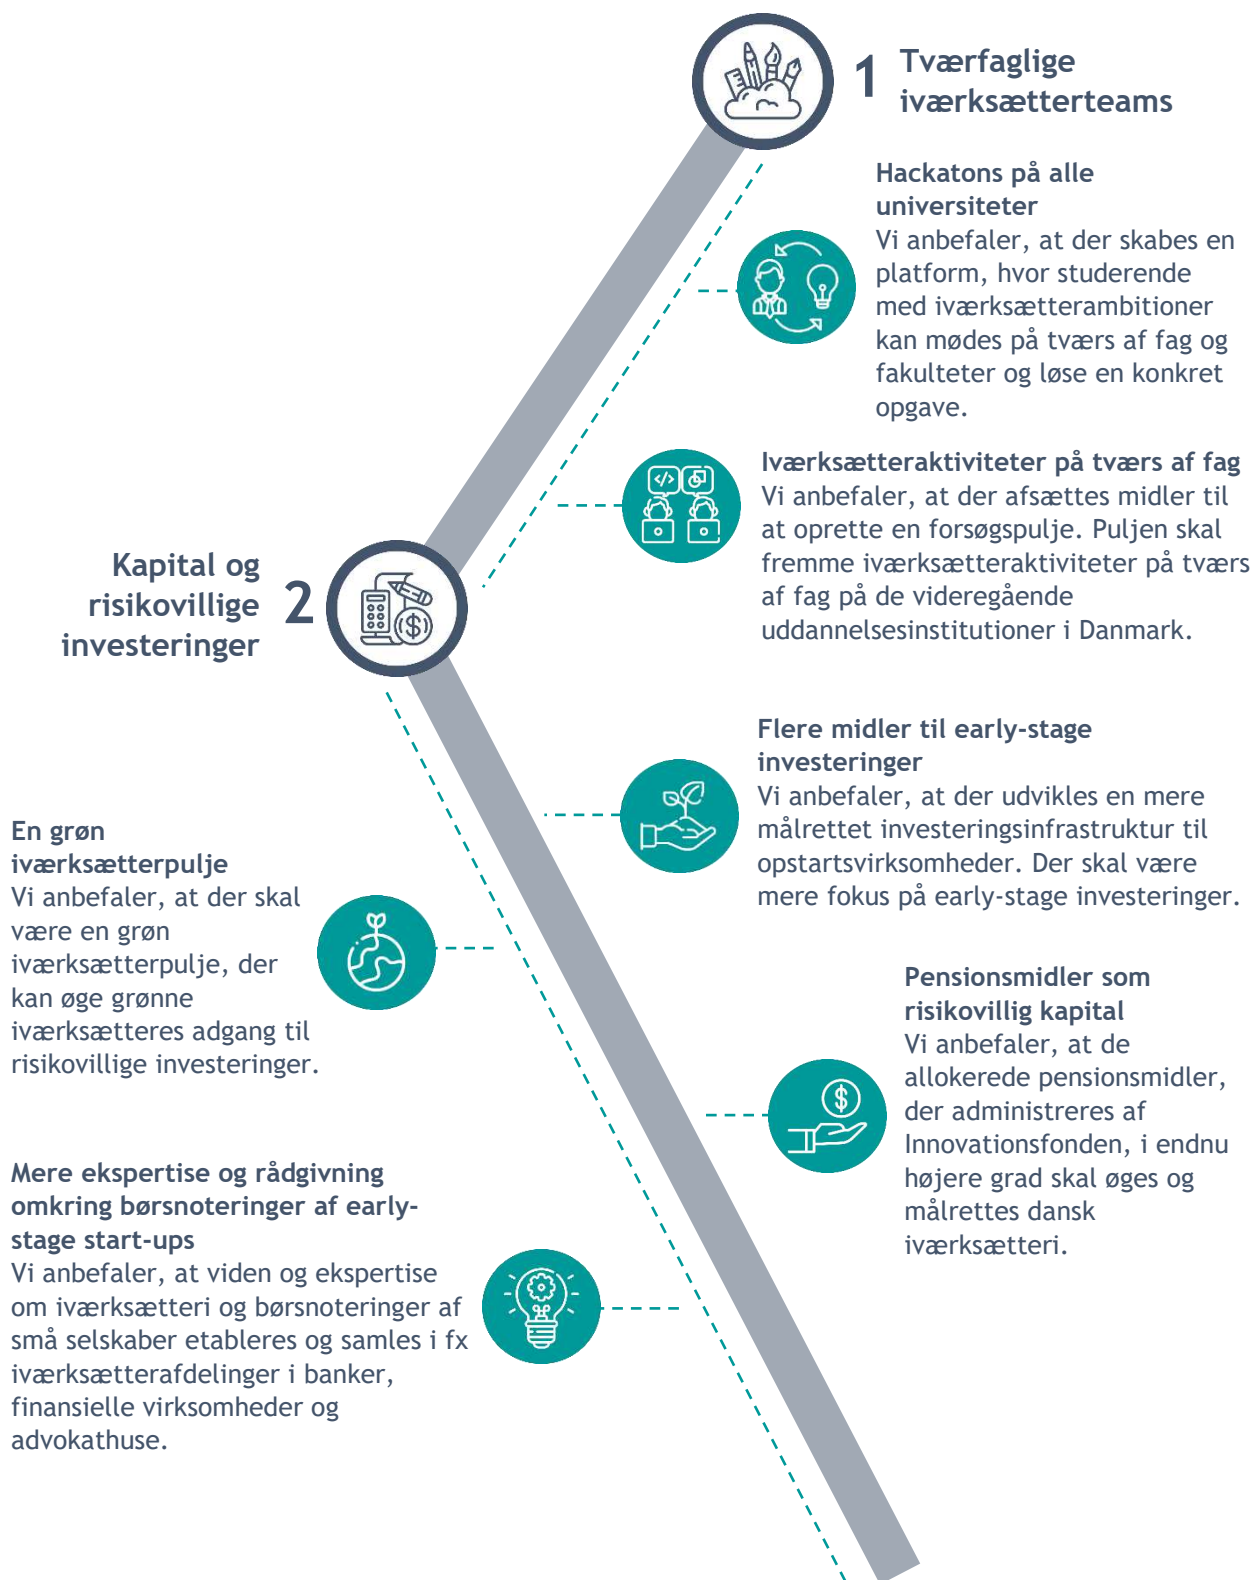 1
Tværfaglige
iværksætterteams
Hackatons på alle
universiteter
Vi anbefaler, at der skabes en
platform, hvor studerende
med iværksætterambitioner
kan mødes på tværs af fag og
fakulteter og løse en konkret
opgave.
Iværksætteraktiviteter på tværs af fag
Vi anbefaler, at der afsættes midler til
at oprette en forsøgspulje. Puljen skal
fremme iværksætteraktiviteter på tværs
af fag på de videregående
uddannelsesinstitutioner i Danmark.
Kapital og
risikovillige
investeringer
2
Flere midler til early-stage
investeringer
Vi anbefaler, at der udvikles en mere
målrettet investeringsinfrastruktur til
opstartsvirksomheder. Der skal være
mere fokus på early-stage investeringer.
En grøn
iværksætterpulje
Vi anbefaler, at der skal
være en grøn
iværksætterpulje, der
kan øge grønne
iværksætteres adgang til
risikovillige investeringer.
Pensionsmidler som
risikovillig kapital
Vi anbefaler, at de
allokerede pensionsmidler,
der administreres af
Innovationsfonden, i endnu
højere grad skal øges og
målrettes dansk
iværksætteri.
Mere ekspertise og rådgivning
omkring børsnoteringer af early-
stage start-ups
Vi anbefaler, at viden og ekspertise
om iværksætteri og børsnoteringer af
små selskaber etableres og samles i fx
iværksætterafdelinger i banker,
finansielle virksomheder og
advokathuse.